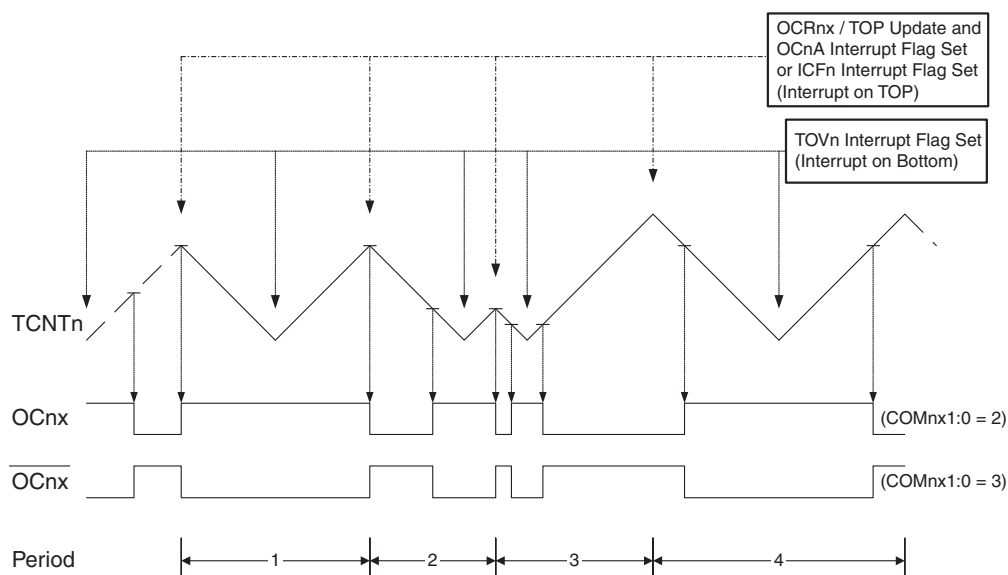 OCRnx / TOP Update and
OCnA Interrupt Flag Set
or ICFn Interrupt Flag Set
(Interrupt on TOP)
TOVn Interrupt Flag Set
(Interrupt on Bottom)
TCNTn
OCnx
(COMnx1:0 = 2)
OCnx
(COMnx1:0 = 3)
Period
1
2
3
4